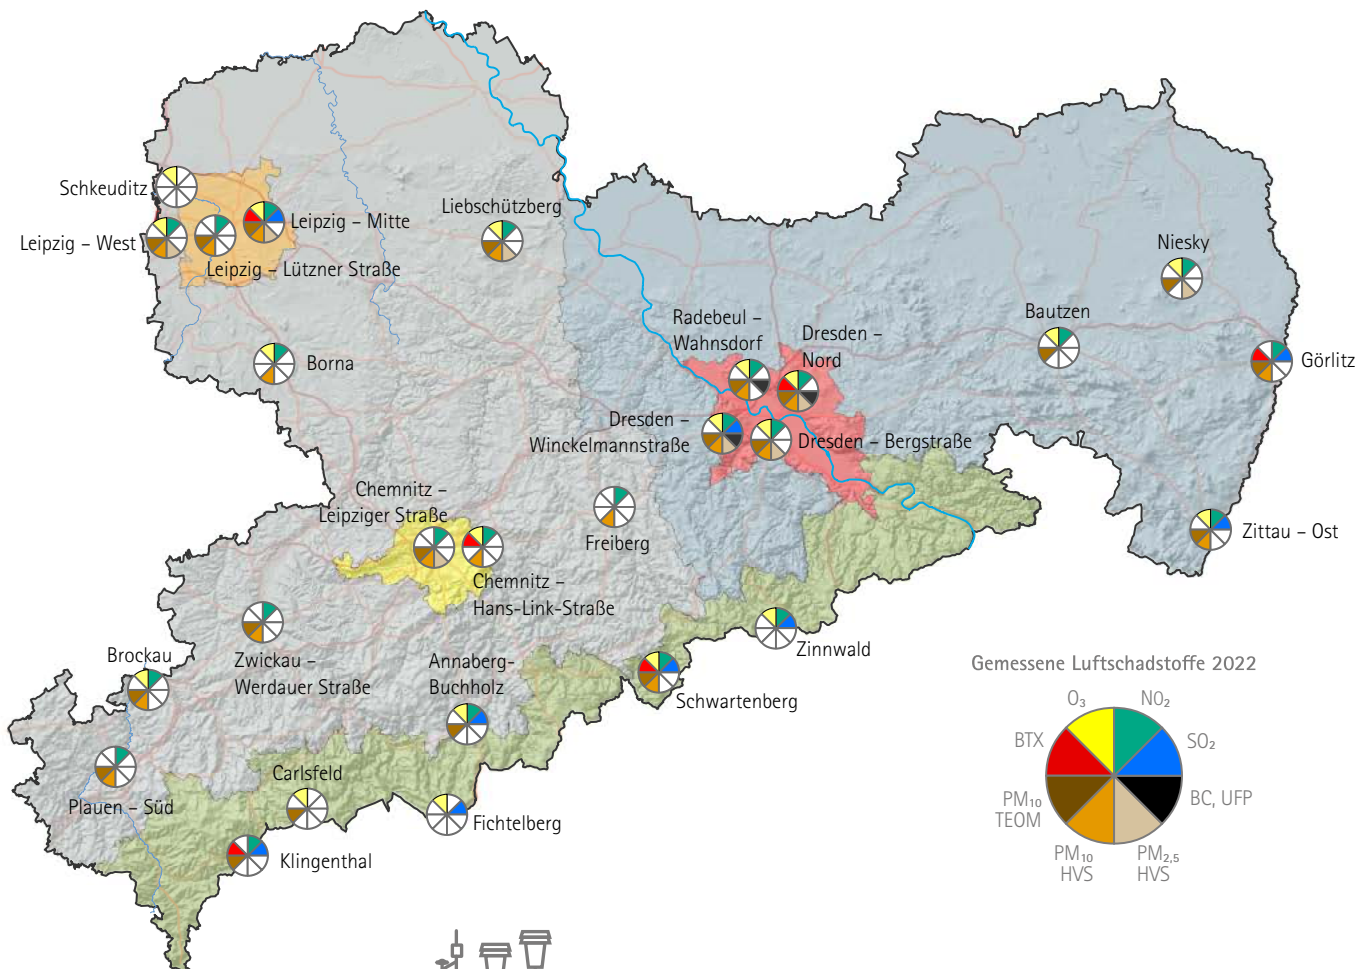 Schkeuditz
Leipzig – West
Leipzig – Mitte
Leipzig – Lützner Straße
Liebschützberg
Niesky
Borna
Radebeul –
Wahnsdorf
Dresden –
Nord
Bautzen
Görlitz
Dresden –
Winckelmannstraße
Dresden – Bergstraße
Chemnitz –
Leipziger Straße
Freiberg
Zittau – Ost
Chemnitz –
Hans-Link-Straße
Zinnwald
Brockau
Zwickau –
Werdauer Straße
Annaberg-
Buchholz
Schwartenberg
Plauen – Süd
Carlsfeld
Fichtelberg
Klingenthal
Gemessene Luftschadstoffe 2022
O₃
NO₂
BTX
SO₂
PM₁₀
TEOM
BC, UFP
PM₁₀
HVS
PM₂,₅
HVS